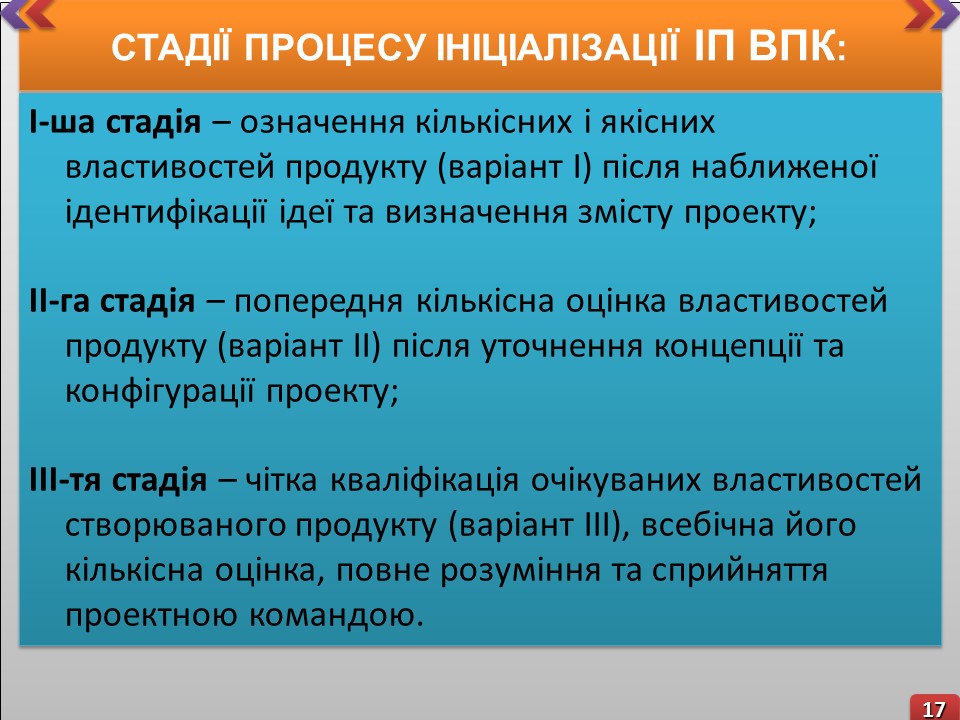 СТАДІЇ ПРОЦЕСУ ІНІЦІАЛІЗАЦІЇ ІП ВПК:
І-ша стадія – означення кількісних і якісних
властивостей продукту (варіант І) після наближеної
ідентифікації ідеї та визначення змісту проекту;
ІІ-га стадія – попередня кількісна оцінка властивостей
продукту (варіант ІІ) після уточнення концепції та
конфігурації проекту;
ІІІ-тя стадія – чітка кваліфікація очікуваних властивостей
створюваного продукту (варіант ІІІ), всебічна його
кількісна оцінка, повне розуміння та сприйняття
проектною командою.
17